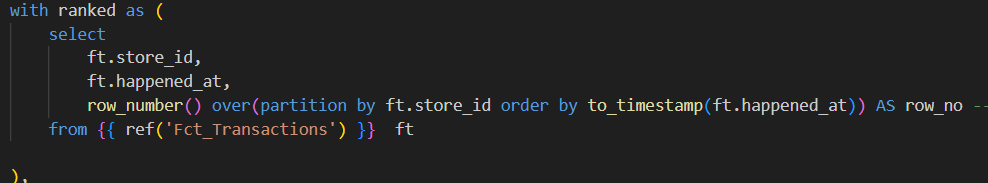 with ranked as (
select
ft.store_id,
ft.happened_at,
row_number() over(partition by ft.store_id order by to_timestamp(ft.happened_at)) AS row_no --
from {{ ref('Fct_Transactions') }}  ft
),